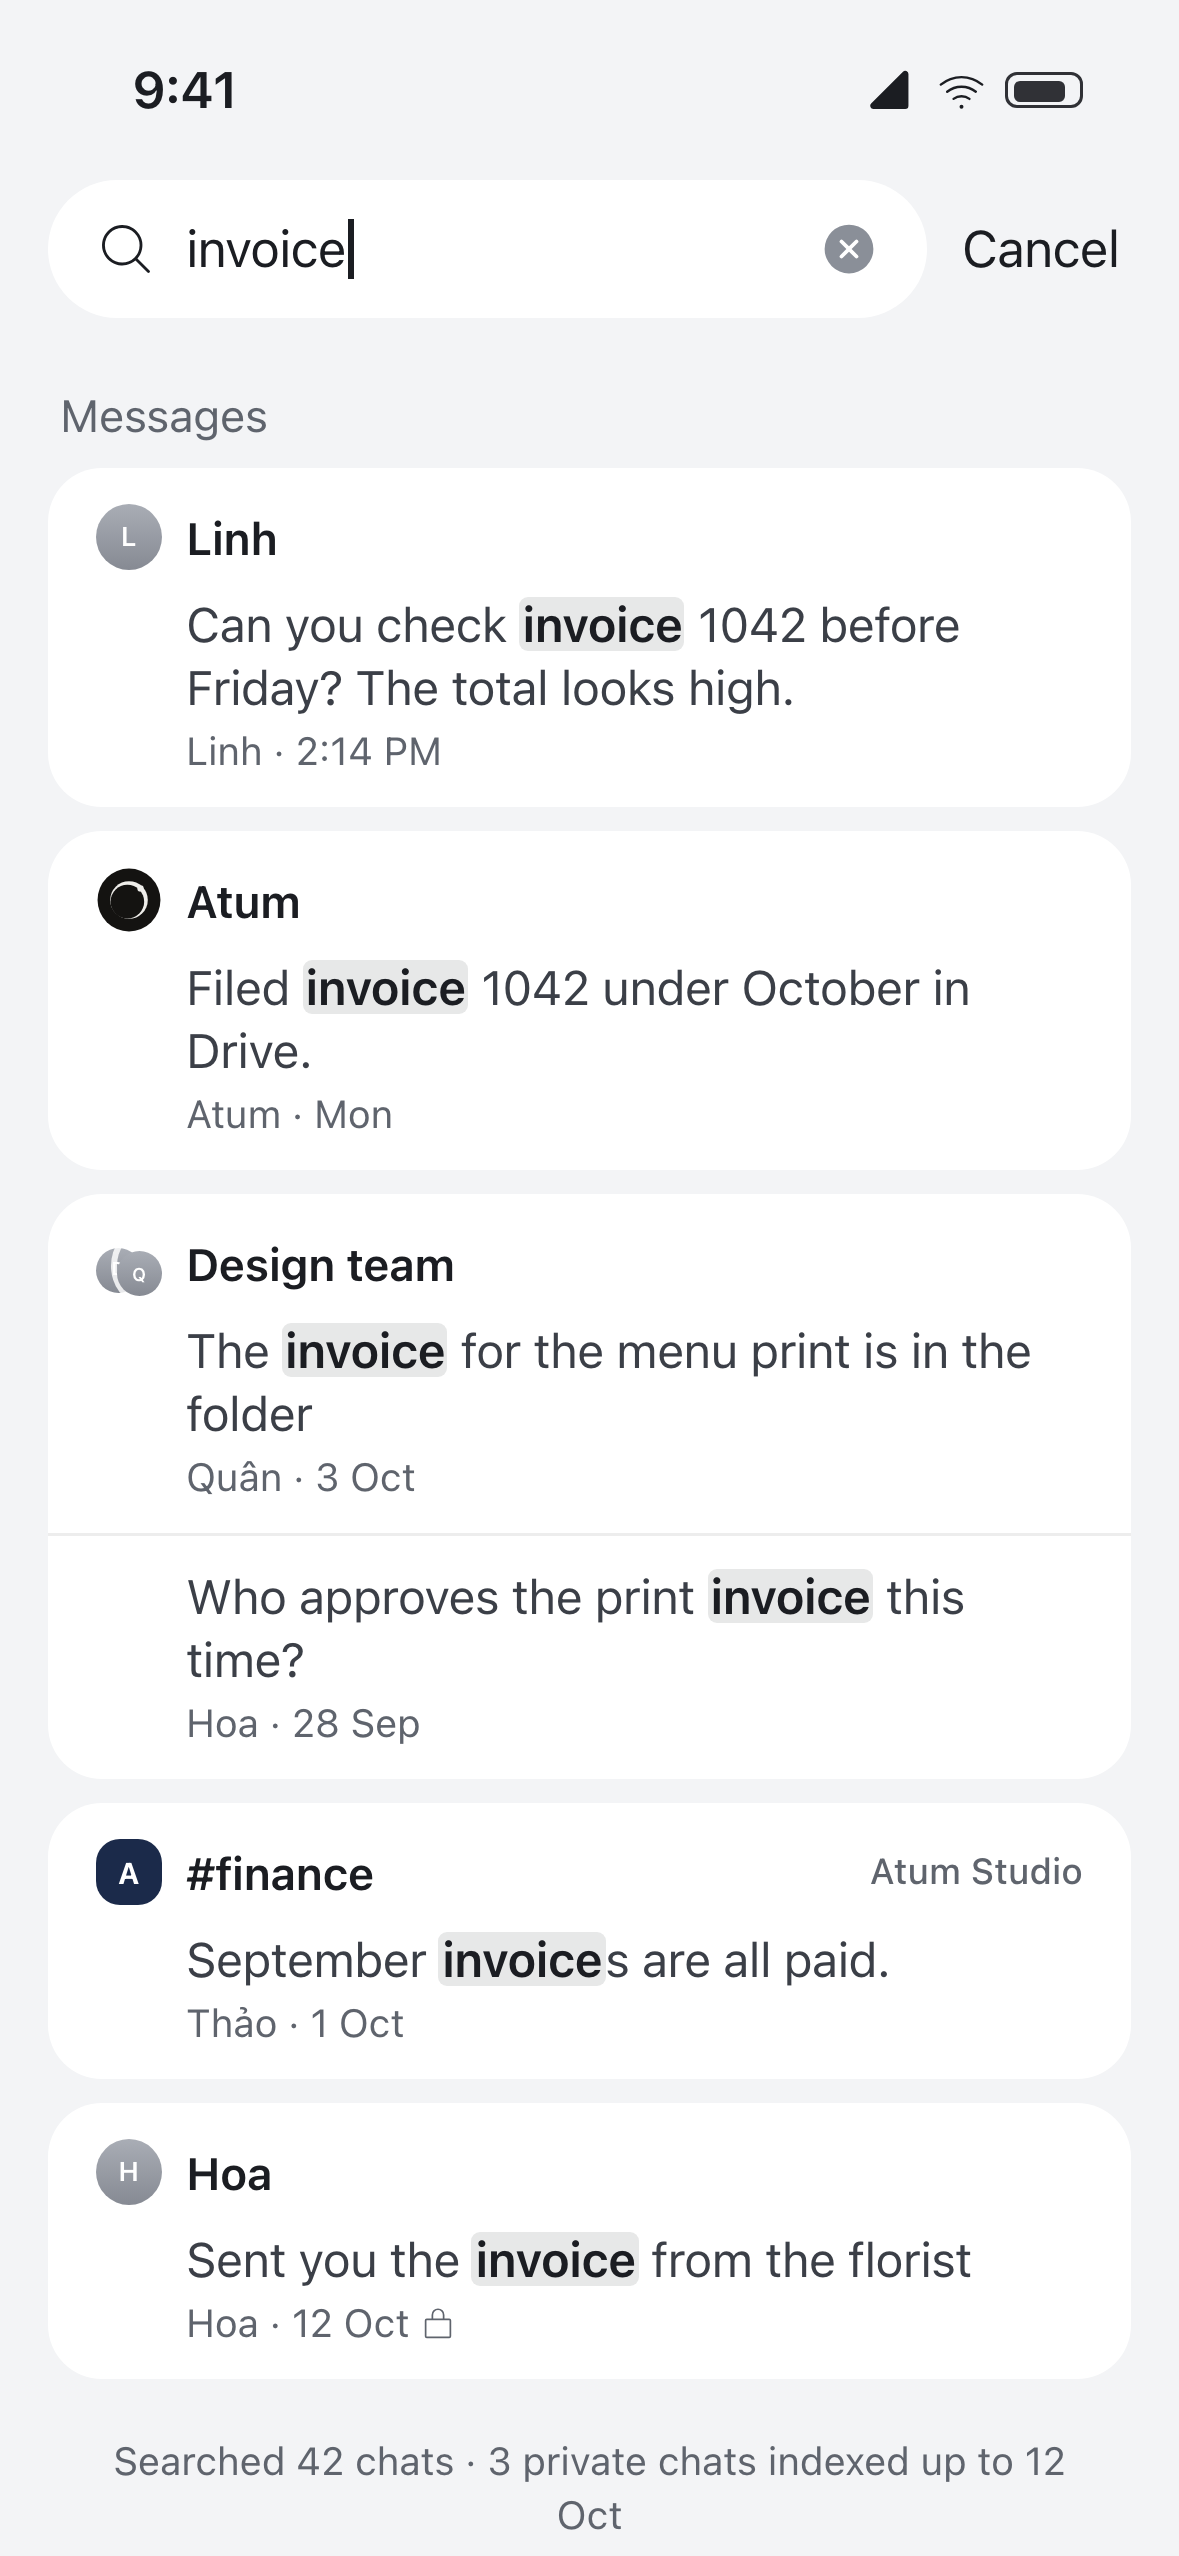 9:41
invoice
Cancel
Messages
L
Linh
Can you check invoice 1042 before
Friday? The total looks high.
Linh · 2:14 PM
Atum
Filed invoice 1042 under October in
Drive.
Atum · Mon
Q
Design team
The invoice for the menu print is in the
folder
Quân · 3 Oct
Who approves the print invoice this
time?
Hoa · 28 Sep
A
#finance
Atum Studio
September invoices are all paid.
Thảo · 1 Oct
H
Hoa
Sent you the invoice from the florist
Hoa · 12 Oct
Searched 42 chats · 3 private chats indexed up to 12
Oct